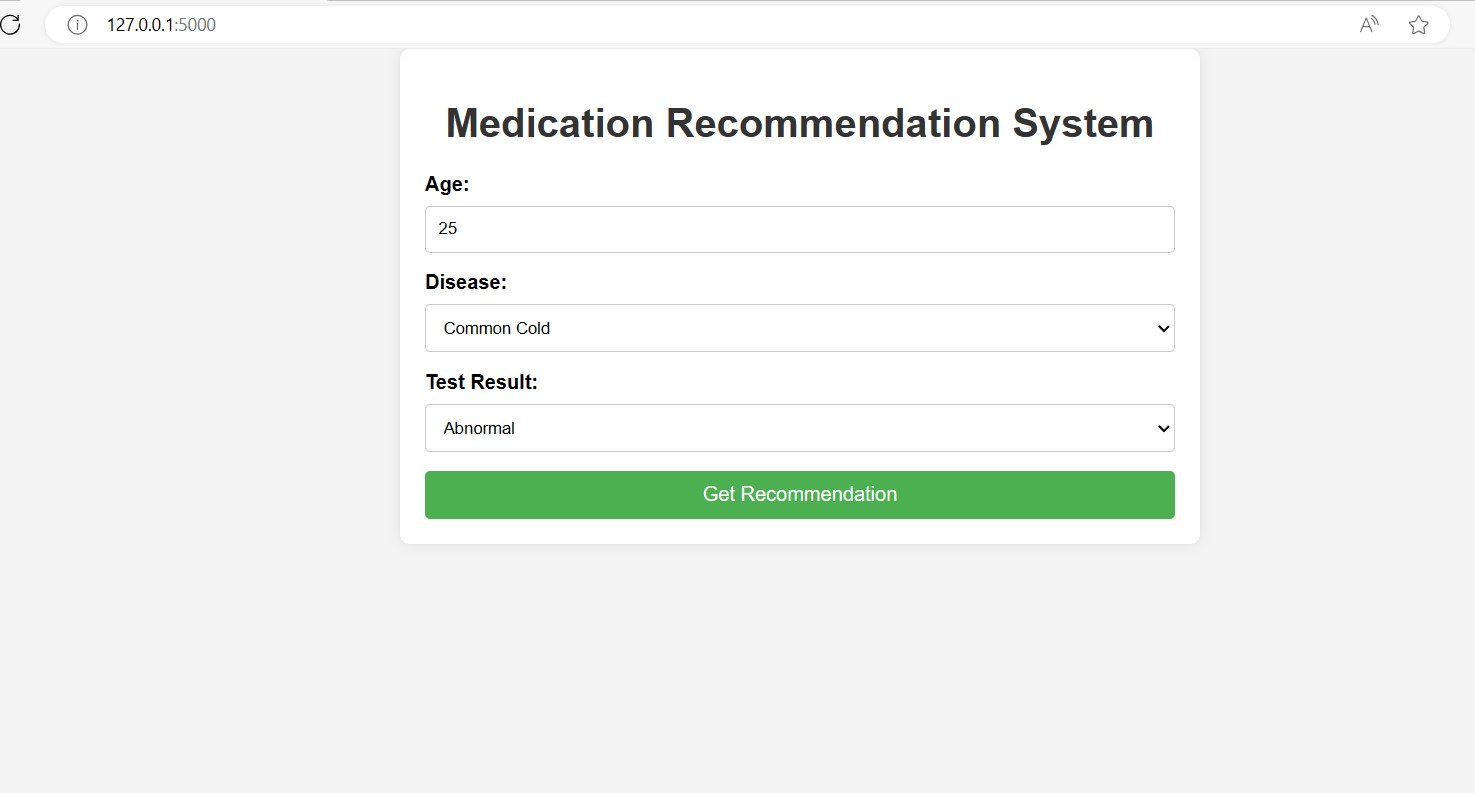 127.0.0.1:5000
Medication Recommendation System
Age:
25
Disease:
Common Cold
Test Result:
Abnormal
Get Recommendation